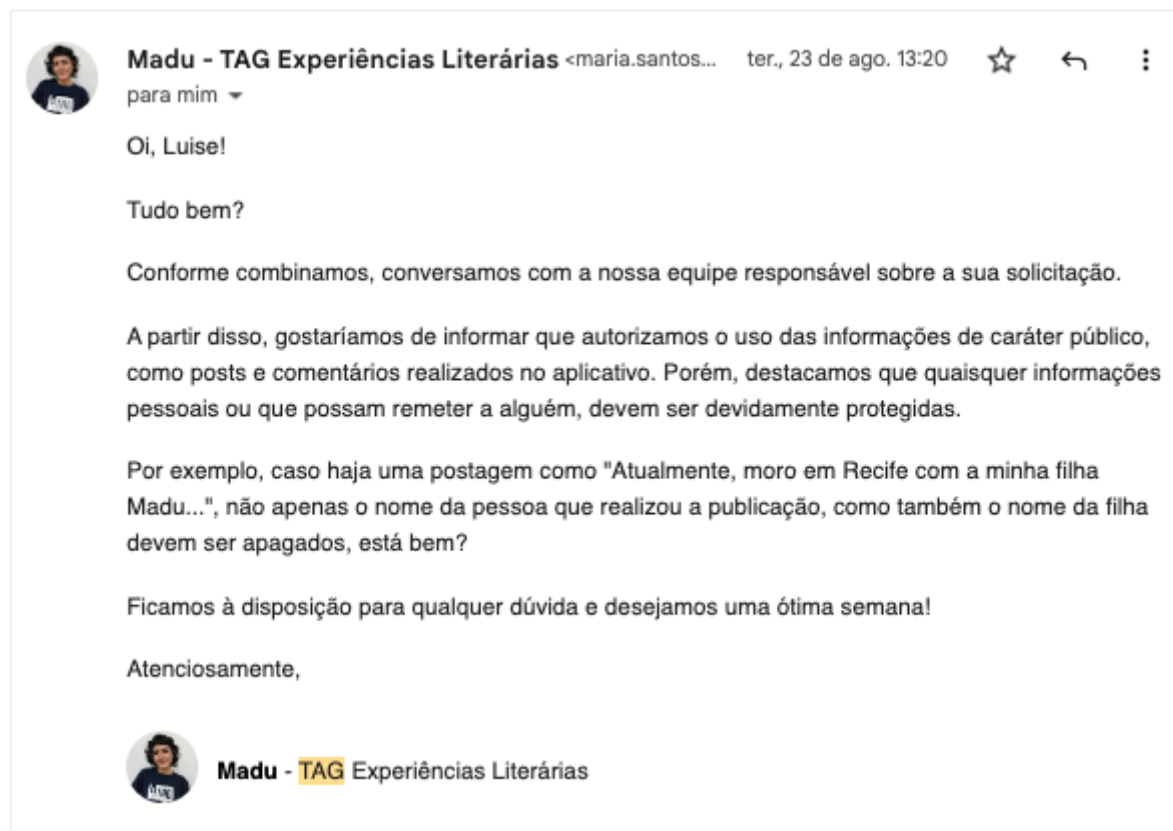 Madu - TAG Experiências Literárias <maria.santos... ter., 23 de ago. 13:20
para mim
Oi, Luise!
Tudo bem?
Conforme combinamos, conversamos com a nossa equipe responsável sobre a sua solicitação.
A partir disso, gostaríamos de informar que autorizamos o uso das informações de caráter público,
como posts e comentários realizados no aplicativo. Porém, destacamos que quaisquer informações
pessoais ou que possam remeter a alguém, devem ser devidamente protegidas.
Por exemplo, caso haja uma postagem como "Atualmente, moro em Recife com a minha filha
Madu...", não apenas o nome da pessoa que realizou a publicação, como também o nome da filha
devem ser apagados, está bem?
Ficamos à disposição para qualquer dúvida e desejamos uma ótima semana!
Atenciosamente,
Madu - TAG Experiências Literárias